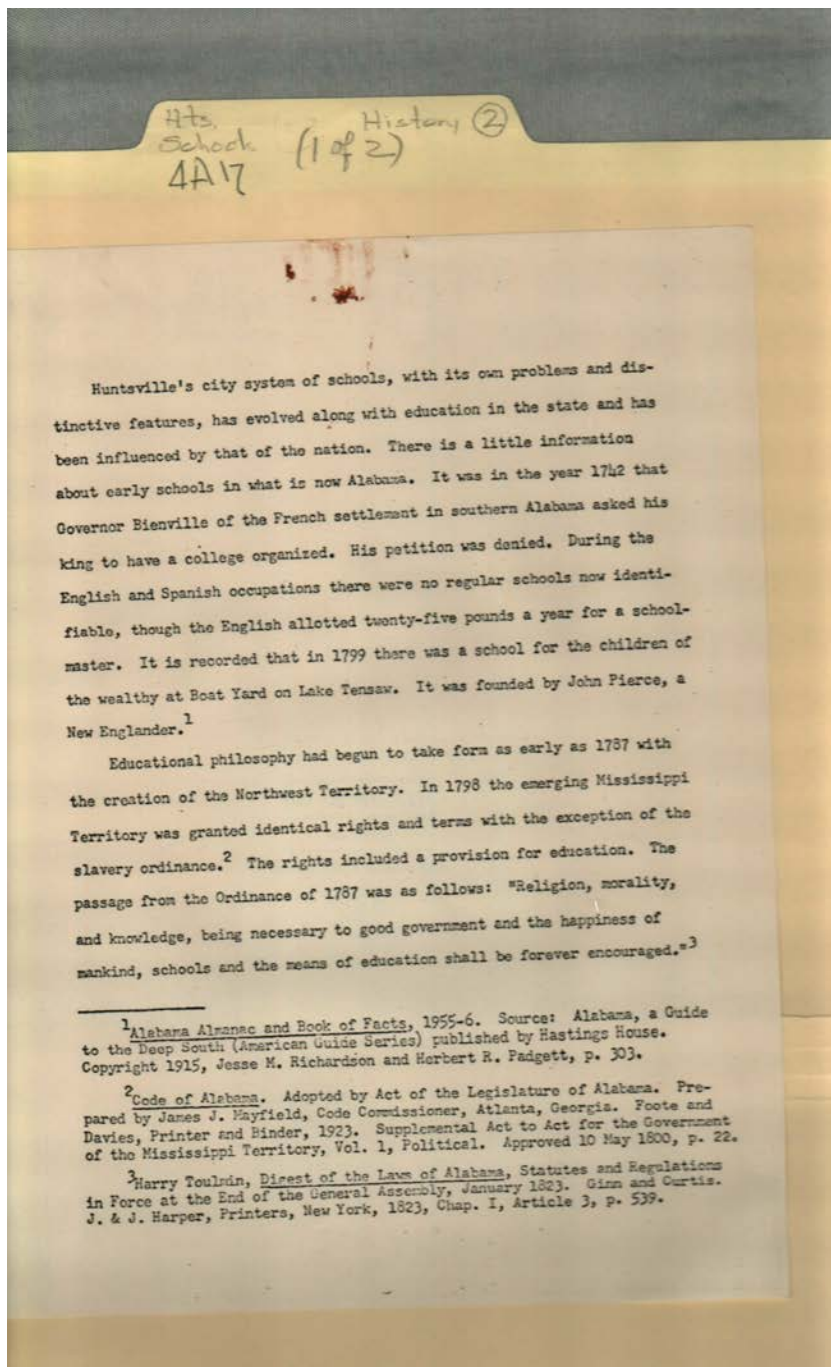 Hts. History ②
School (1 of 2)
4A17
Huntsville's city system of schools, with its own problems and dis-
tinctive features, has evolved along with education in the state and has
been influenced by that of the nation. There is a little information
about early schools in what is now Alabama. It was in the year 1742 that
Governor Bienville of the French settlement in southern Alabama asked his
king to have a college organized. His petition was denied. During the
English and Spanish occupations there were no regular schools now identi-
fiable, though the English allotted twenty-five pounds a year for a school-
master. It is recorded that in 1799 there was a school for the children of
the wealthy at Boat Yard on Lake Tensaw. It was founded by John Pierce, a
New Englander.1
Educational philosophy had begun to take form as early as 1787 with
the creation of the Northwest Territory. In 1798 the emerging Mississippi
Territory was granted identical rights and terms with the exception of the
slavery ordinance.2 The rights included a provision for education. The
passage from the Ordinance of 1787 was as follows: "Religion, morality,
and knowledge, being necessary to good government and the happiness of
mankind, schools and the means of education shall be forever encouraged."3
1Alabama Almanac and Book of Facts, 1955-6. Source: Alabama, a Guide
to the Deep South (American Guide Series) published by Hastings House.
Copyright 1915, Jesse M. Richardson and Herbert R. Padgett, p. 303.
2Code of Alabama. Adopted by Act of the Legislature of Alabama. Pre-
pared by James J. Mayfield, Code Commissioner, Atlanta, Georgia. Foote and
Davies, Printer and Binder, 1923. Supplemental Act to Act for the Government
of the Mississippi Territory, Vol. 1, Political. Approved 10 May 1800, p. 22.
3Harry Toulmin, Digest of the Laws of Alabama, Statutes and Regulations
in Force at the End of the General Assembly, January 1823. Ginn and Curtis.
J. & J. Harper, Printers, New York, 1823, Chap. I, Article 3, p. 539.